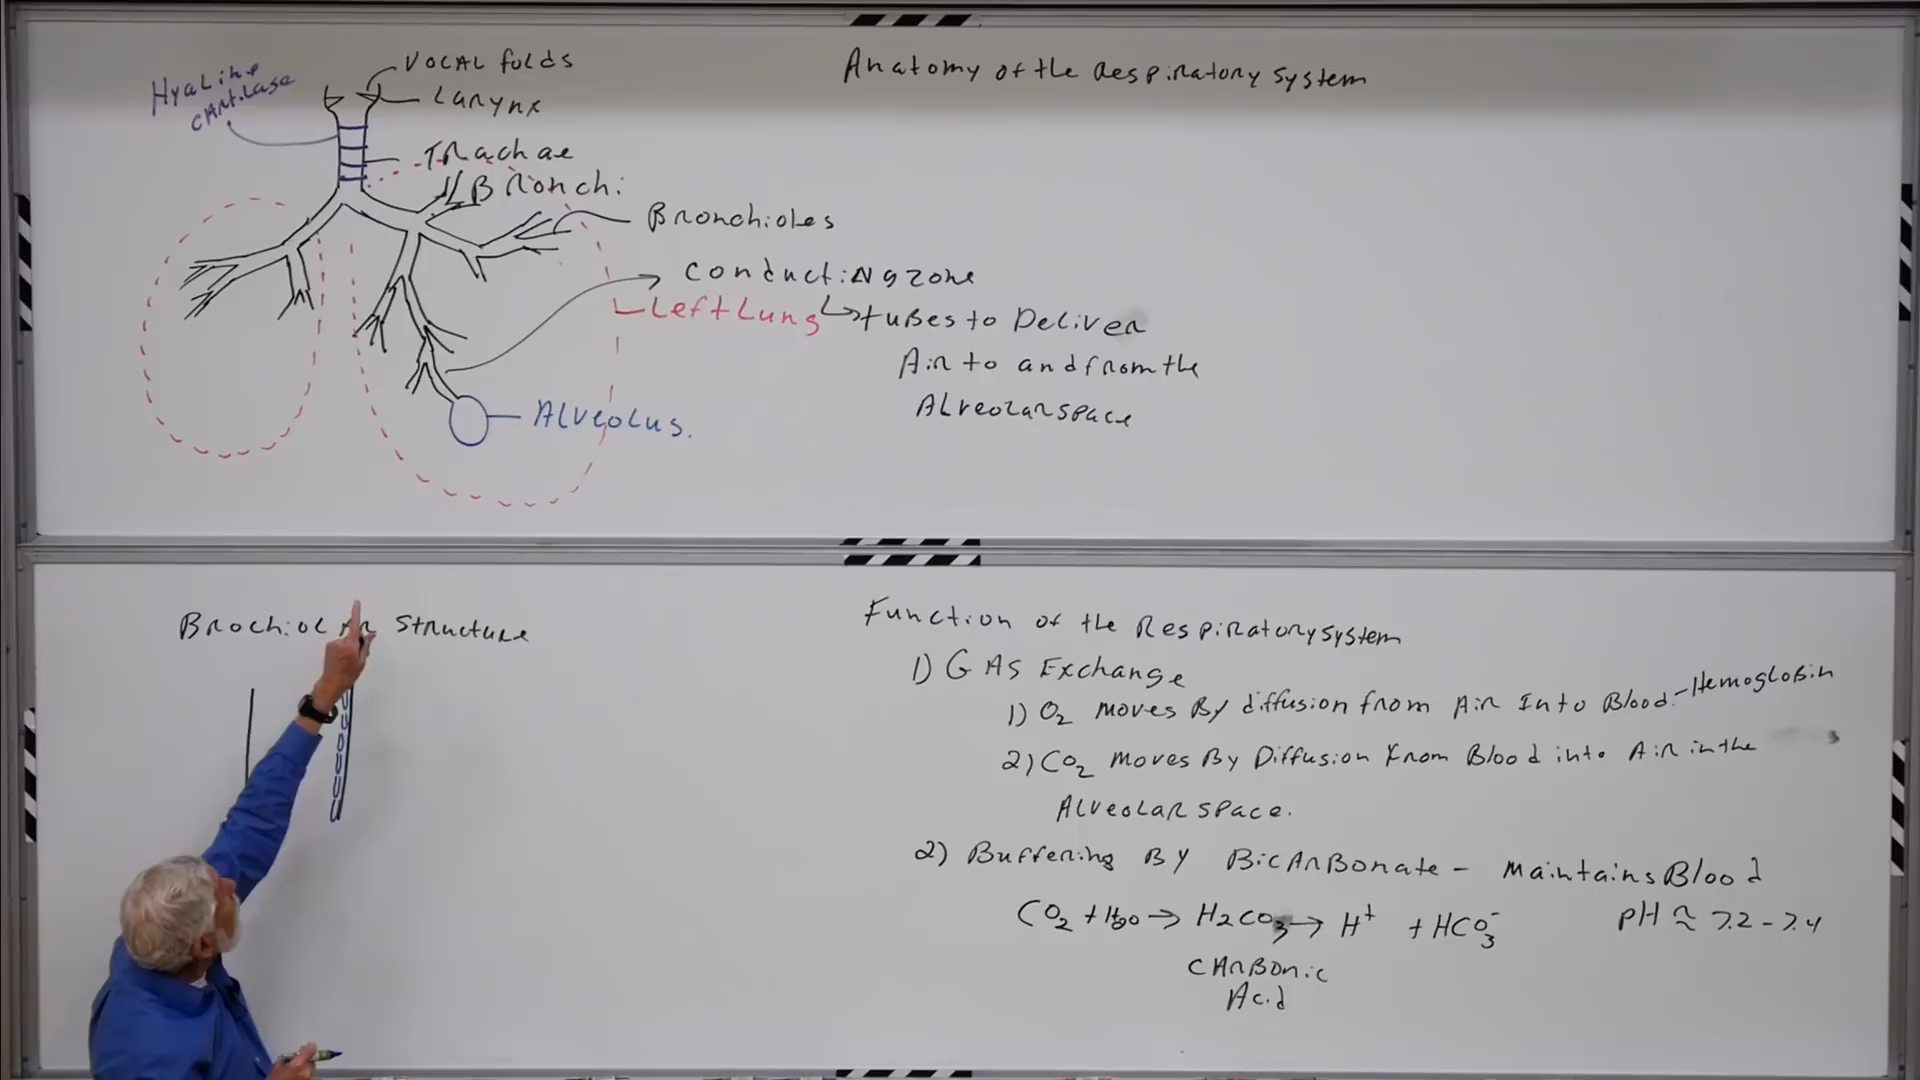 Anatomy of the Respiratory System
Hyaline
Cartilage
Vocal folds
Larynx
Trachae
Bronchi
Bronchioles
Conducting zone
Left Lung
tubes to Deliver
Air to and from the
Alveolar space
Alveolus.
Structure
Function of the Respiratory System
1) Gas Exchange
1) O2 moves By diffusion from Air Into Blood. - Hemoglobin
2) CO2 moves By Diffusion From Blood into Air in the
Alveolar space.
2) Buffering By BicArBonate - maintains Blood
CO2 + H2O → H2CO3 → H+ + HCO3- pH ≈ 7.2 - 7.4
CArBonic
Acid